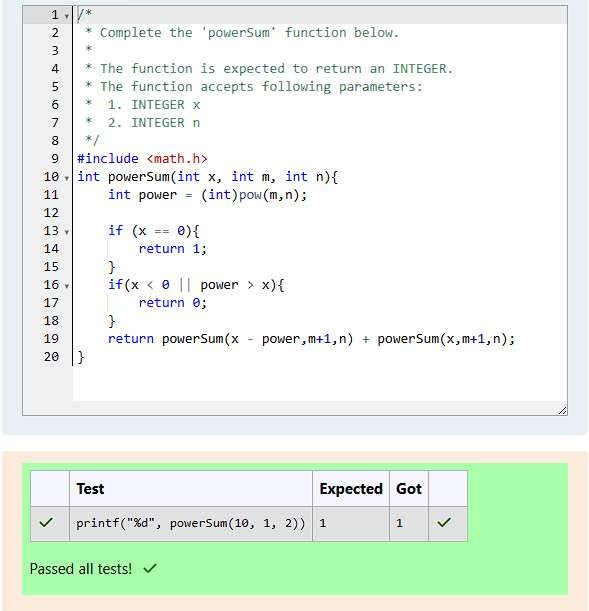 1 /*
2  * Complete the 'powerSum' function below.
3  *
4  * The function is expected to return an INTEGER.
5  * The function accepts following parameters:
6  *  1. INTEGER x
7  *  2. INTEGER n
8  */
9 #include <math.h>
10 int powerSum(int x, int m, int n){
11     int power = (int)pow(m,n);
12
13     if (x == 0){
14         return 1;
15     }
16     if(x < 0 || power > x){
17         return 0;
18     }
19     return powerSum(x - power,m+1,n) + powerSum(x,m+1,n);
20 }
Test Expected Got
printf("%d", powerSum(10, 1, 2)) 1 1
Passed all tests!